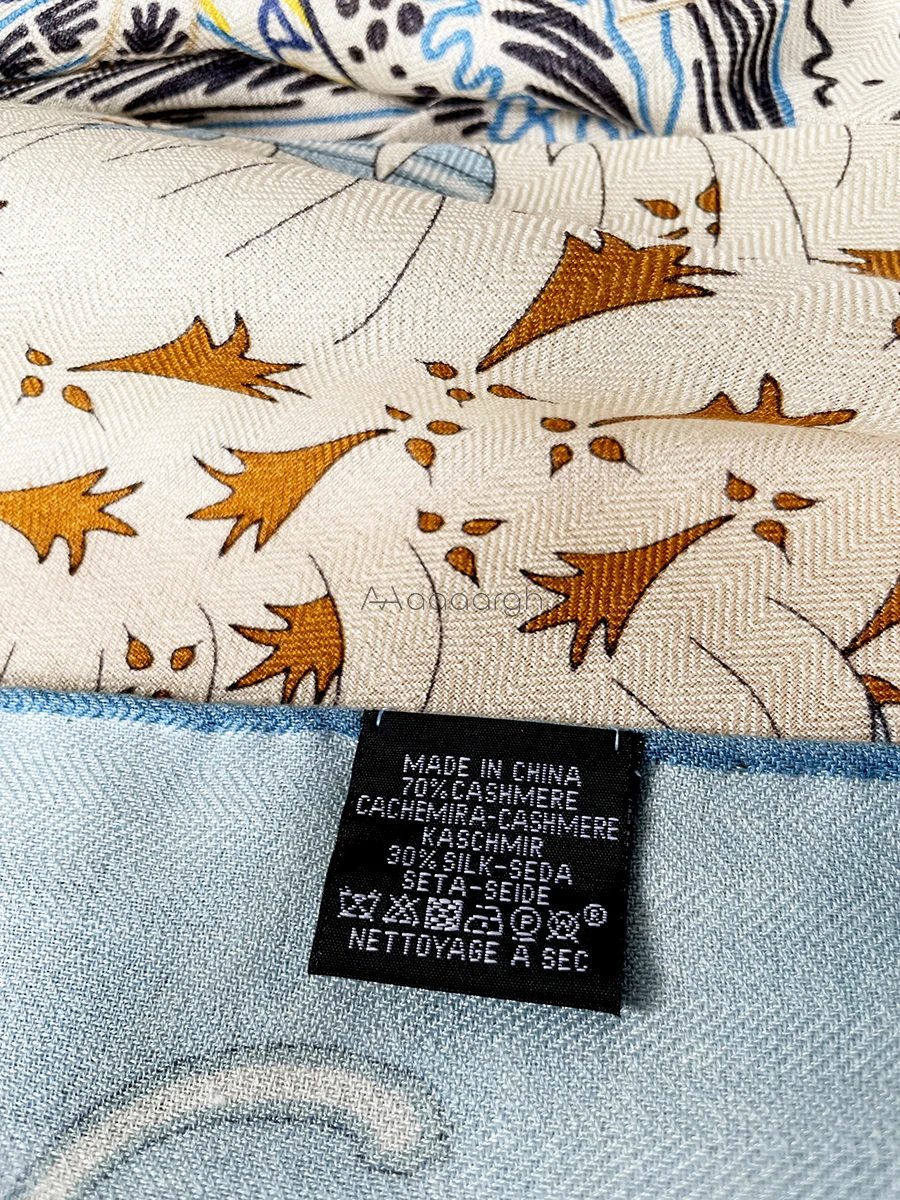 Aaaaargh
MADE IN CHINA
70% CASHMERE
CACHEMIRA-CASHMERE
KASCHMIR
30% SILK-SEDA
SETA-SEIDE
P ®
NETTOYAGE A SEC